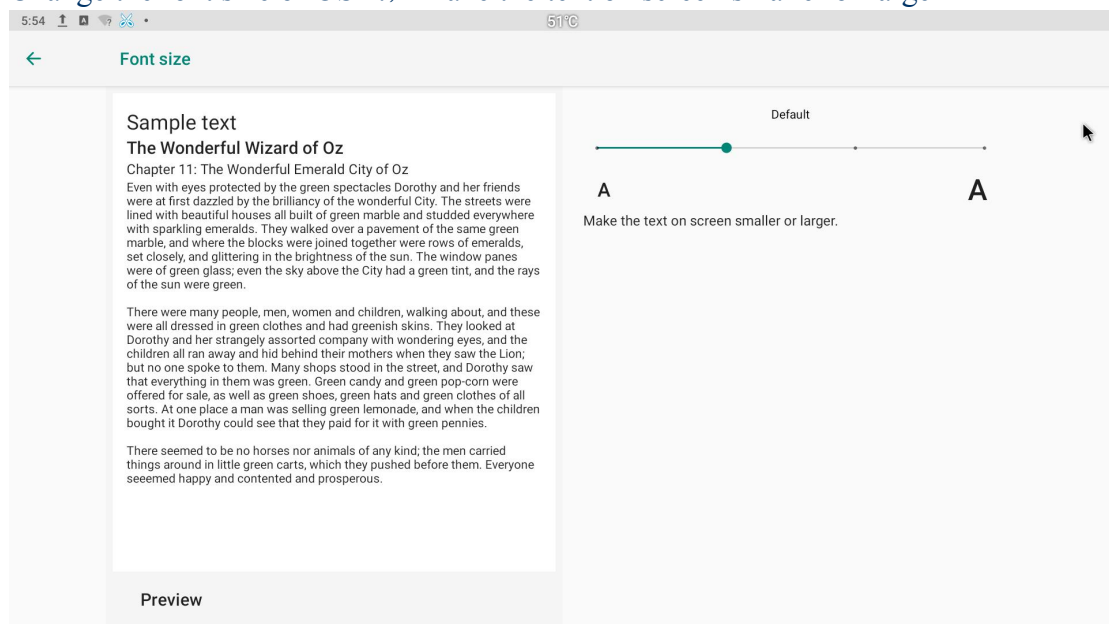 5:54
51°C
Font size
Sample text
The Wonderful Wizard of Oz
Chapter 11: The Wonderful Emerald City of Oz
Even with eyes protected by the green spectacles Dorothy and her friends
were at first dazzled by the brilliancy of the wonderful City. The streets were
lined with beautiful houses all built of green marble and studded everywhere
with sparkling emeralds. They walked over a pavement of the same green
marble, and where the blocks were joined together were rows of emeralds,
set closely, and glittering in the brightness of the sun. The window panes
were of green glass; even the sky above the City had a green tint, and the rays
of the sun were green.
There were many people, men, women and children, walking about, and these
were all dressed in green clothes and had greenish skins. They looked at
Dorothy and her strangely assorted company with wondering eyes, and the
children all ran away and hid behind their mothers when they saw the Lion;
but no one spoke to them. Many shops stood in the street, and Dorothy saw
that everything in them was green. Green candy and green pop-corn were
offered for sale, as well as green shoes, green hats and green clothes of all
sorts. At one place a man was selling green lemonade, and when the children
bought it Dorothy could see that they paid for it with green pennies.
There seemed to be no horses nor animals of any kind; the men carried
things around in little green carts, which they pushed before them. Everyone
seeemed happy and contented and prosperous.
Preview
Default
A A
Make the text on screen smaller or larger.